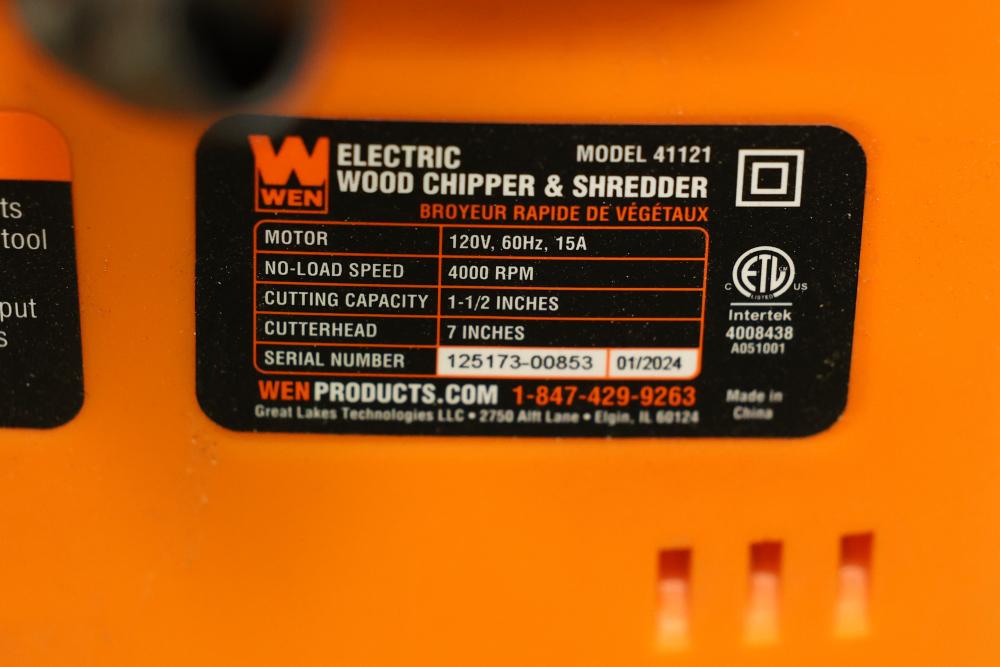 ts
tool
put
s
WEN
ELECTRIC
WOOD CHIPPER & SHREDDER
MODEL 41121
BROYEUR RAPIDE DE VÉGÉTAUX
MOTOR 120V, 60Hz, 15A
NO-LOAD SPEED 4000 RPM
CUTTING CAPACITY 1-1/2 INCHES
CUTTERHEAD 7 INCHES
SERIAL NUMBER 125173-00853 01/2024
WENPRODUCTS.COM 1-847-429-9263
Great Lakes Technologies LLC • 2750 Alft Lane • Elgin, IL 60124
ETL
CM
C LISTED US
Intertek
4008438
A051001
Made in
China